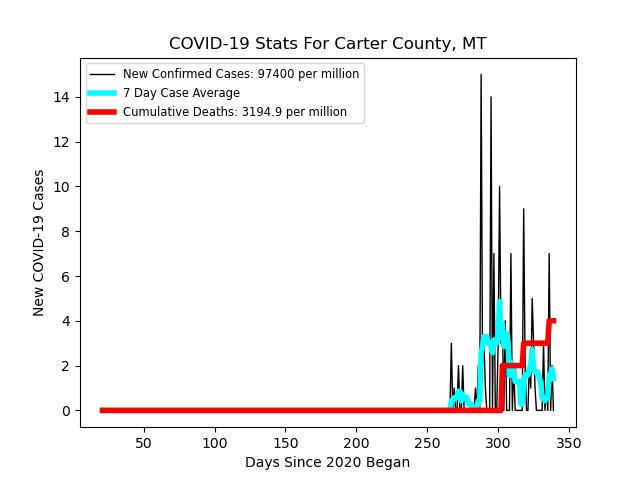 COVID-19 Stats For Carter County, MT
New Confirmed Cases: 97400 per million
7 Day Case Average
Cumulative Deaths: 3194.9 per million
New COVID-19 Cases
14
12
10
8
6
4
2
0
50 100 150 200 250 300 350
Days Since 2020 Began